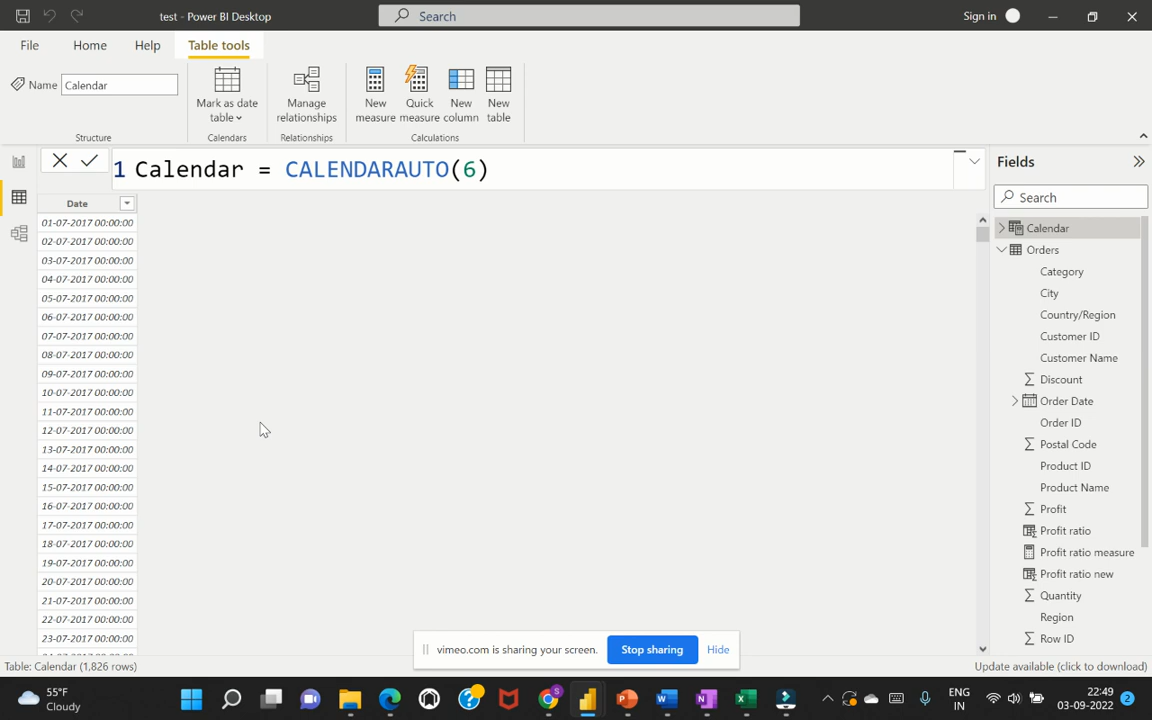 test - Power BI Desktop
Search
Sign in
File
Home
Help
Table tools
Name
Calendar
Mark as date table
Manage relationships
New measure
Quick measure
New column
New table
Structure
Calendars
Relationships
Calculations
1 Calendar = CALENDARAUTO(6)
Fields
Search
Date
01-07-2017 00:00:00
02-07-2017 00:00:00
03-07-2017 00:00:00
04-07-2017 00:00:00
05-07-2017 00:00:00
06-07-2017 00:00:00
07-07-2017 00:00:00
08-07-2017 00:00:00
09-07-2017 00:00:00
10-07-2017 00:00:00
11-07-2017 00:00:00
12-07-2017 00:00:00
13-07-2017 00:00:00
14-07-2017 00:00:00
15-07-2017 00:00:00
16-07-2017 00:00:00
17-07-2017 00:00:00
18-07-2017 00:00:00
19-07-2017 00:00:00
20-07-2017 00:00:00
21-07-2017 00:00:00
22-07-2017 00:00:00
23-07-2017 00:00:00
Calendar
Orders
Category
City
Country/Region
Customer ID
Customer Name
Discount
Order Date
Order ID
Postal Code
Product ID
Product Name
Profit
Profit ratio
Profit ratio measure
Profit ratio new
Quantity
Region
Row ID
vimeo.com is sharing your screen.
Stop sharing
Hide
Table: Calendar (1,826 rows)
Update available (click to download)
55°F
Cloudy
ENG
IN
22:49
03-09-2022
2